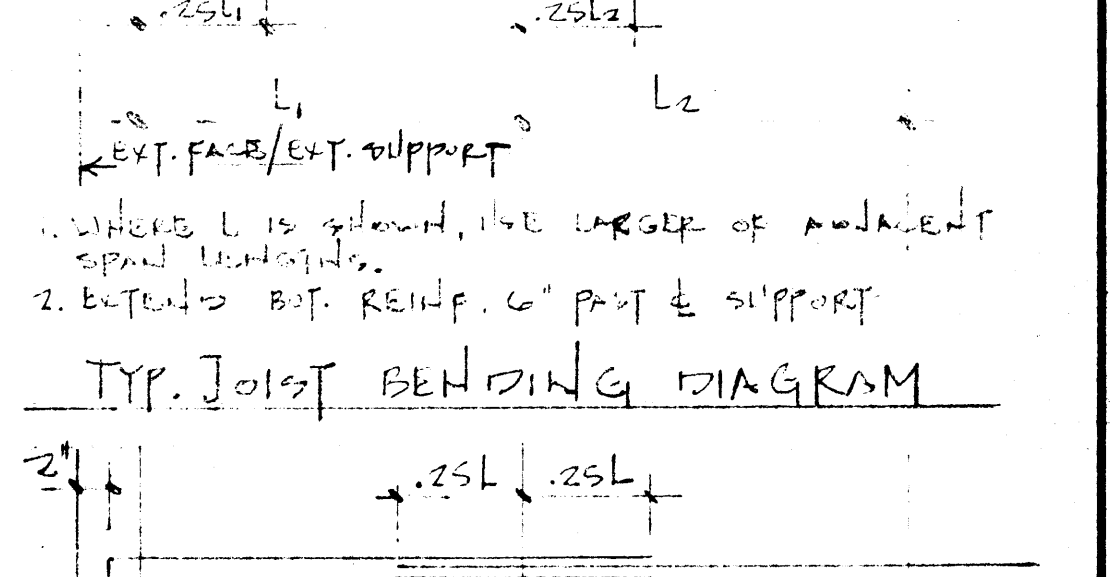 .25L1 .25L2
L1 L2
EXT. FACE/EXT. SUPPORT
1. WHERE L IS SHOWN, USE LARGER OF ADJACENT
SPAN LENGTHS.
2. EXTEND BOT. REINF. 6" PAST ℄ SUPPORT
TYP. JOIST BENDING DIAGRAM
2" .25L .25L